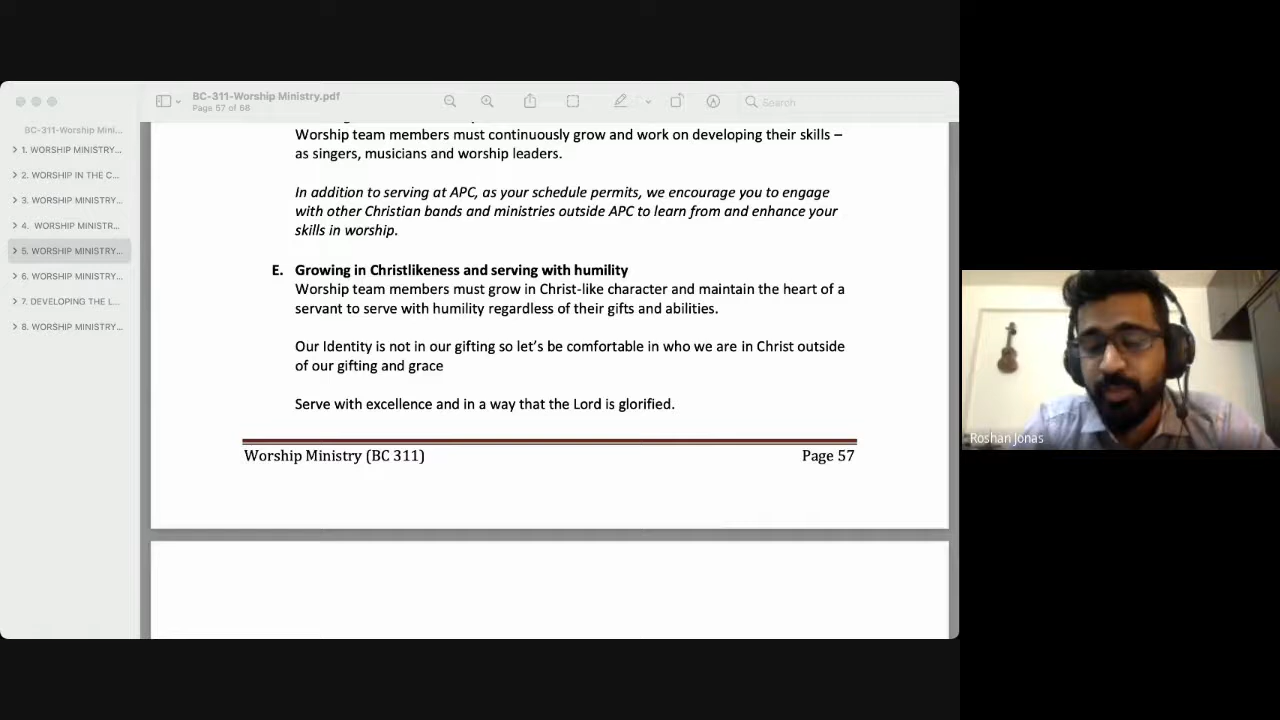 BC-311-Worship Ministry.pdf
Page 57 of 68
Search
BC-311-Worship Mini...
1. WORSHIP MINISTRY...
2. WORSHIP IN THE C...
3. WORSHIP MINISTRY...
4. WORSHIP MINISTR...
5. WORSHIP MINISTRY...
6. WORSHIP MINISTRY...
7. DEVELOPING THE L...
8. WORSHIP MINISTRY...
Worship team members must continuously grow and work on developing their skills –
as singers, musicians and worship leaders.
In addition to serving at APC, as your schedule permits, we encourage you to engage
with other Christian bands and ministries outside APC to learn from and enhance your
skills in worship.
E. Growing in Christlikeness and serving with humility
Worship team members must grow in Christ-like character and maintain the heart of a
servant to serve with humility regardless of their gifts and abilities.
Our Identity is not in our gifting so let's be comfortable in who we are in Christ outside
of our gifting and grace
Serve with excellence and in a way that the Lord is glorified.
Worship Ministry (BC 311)
Page 57
Roshan Jonas